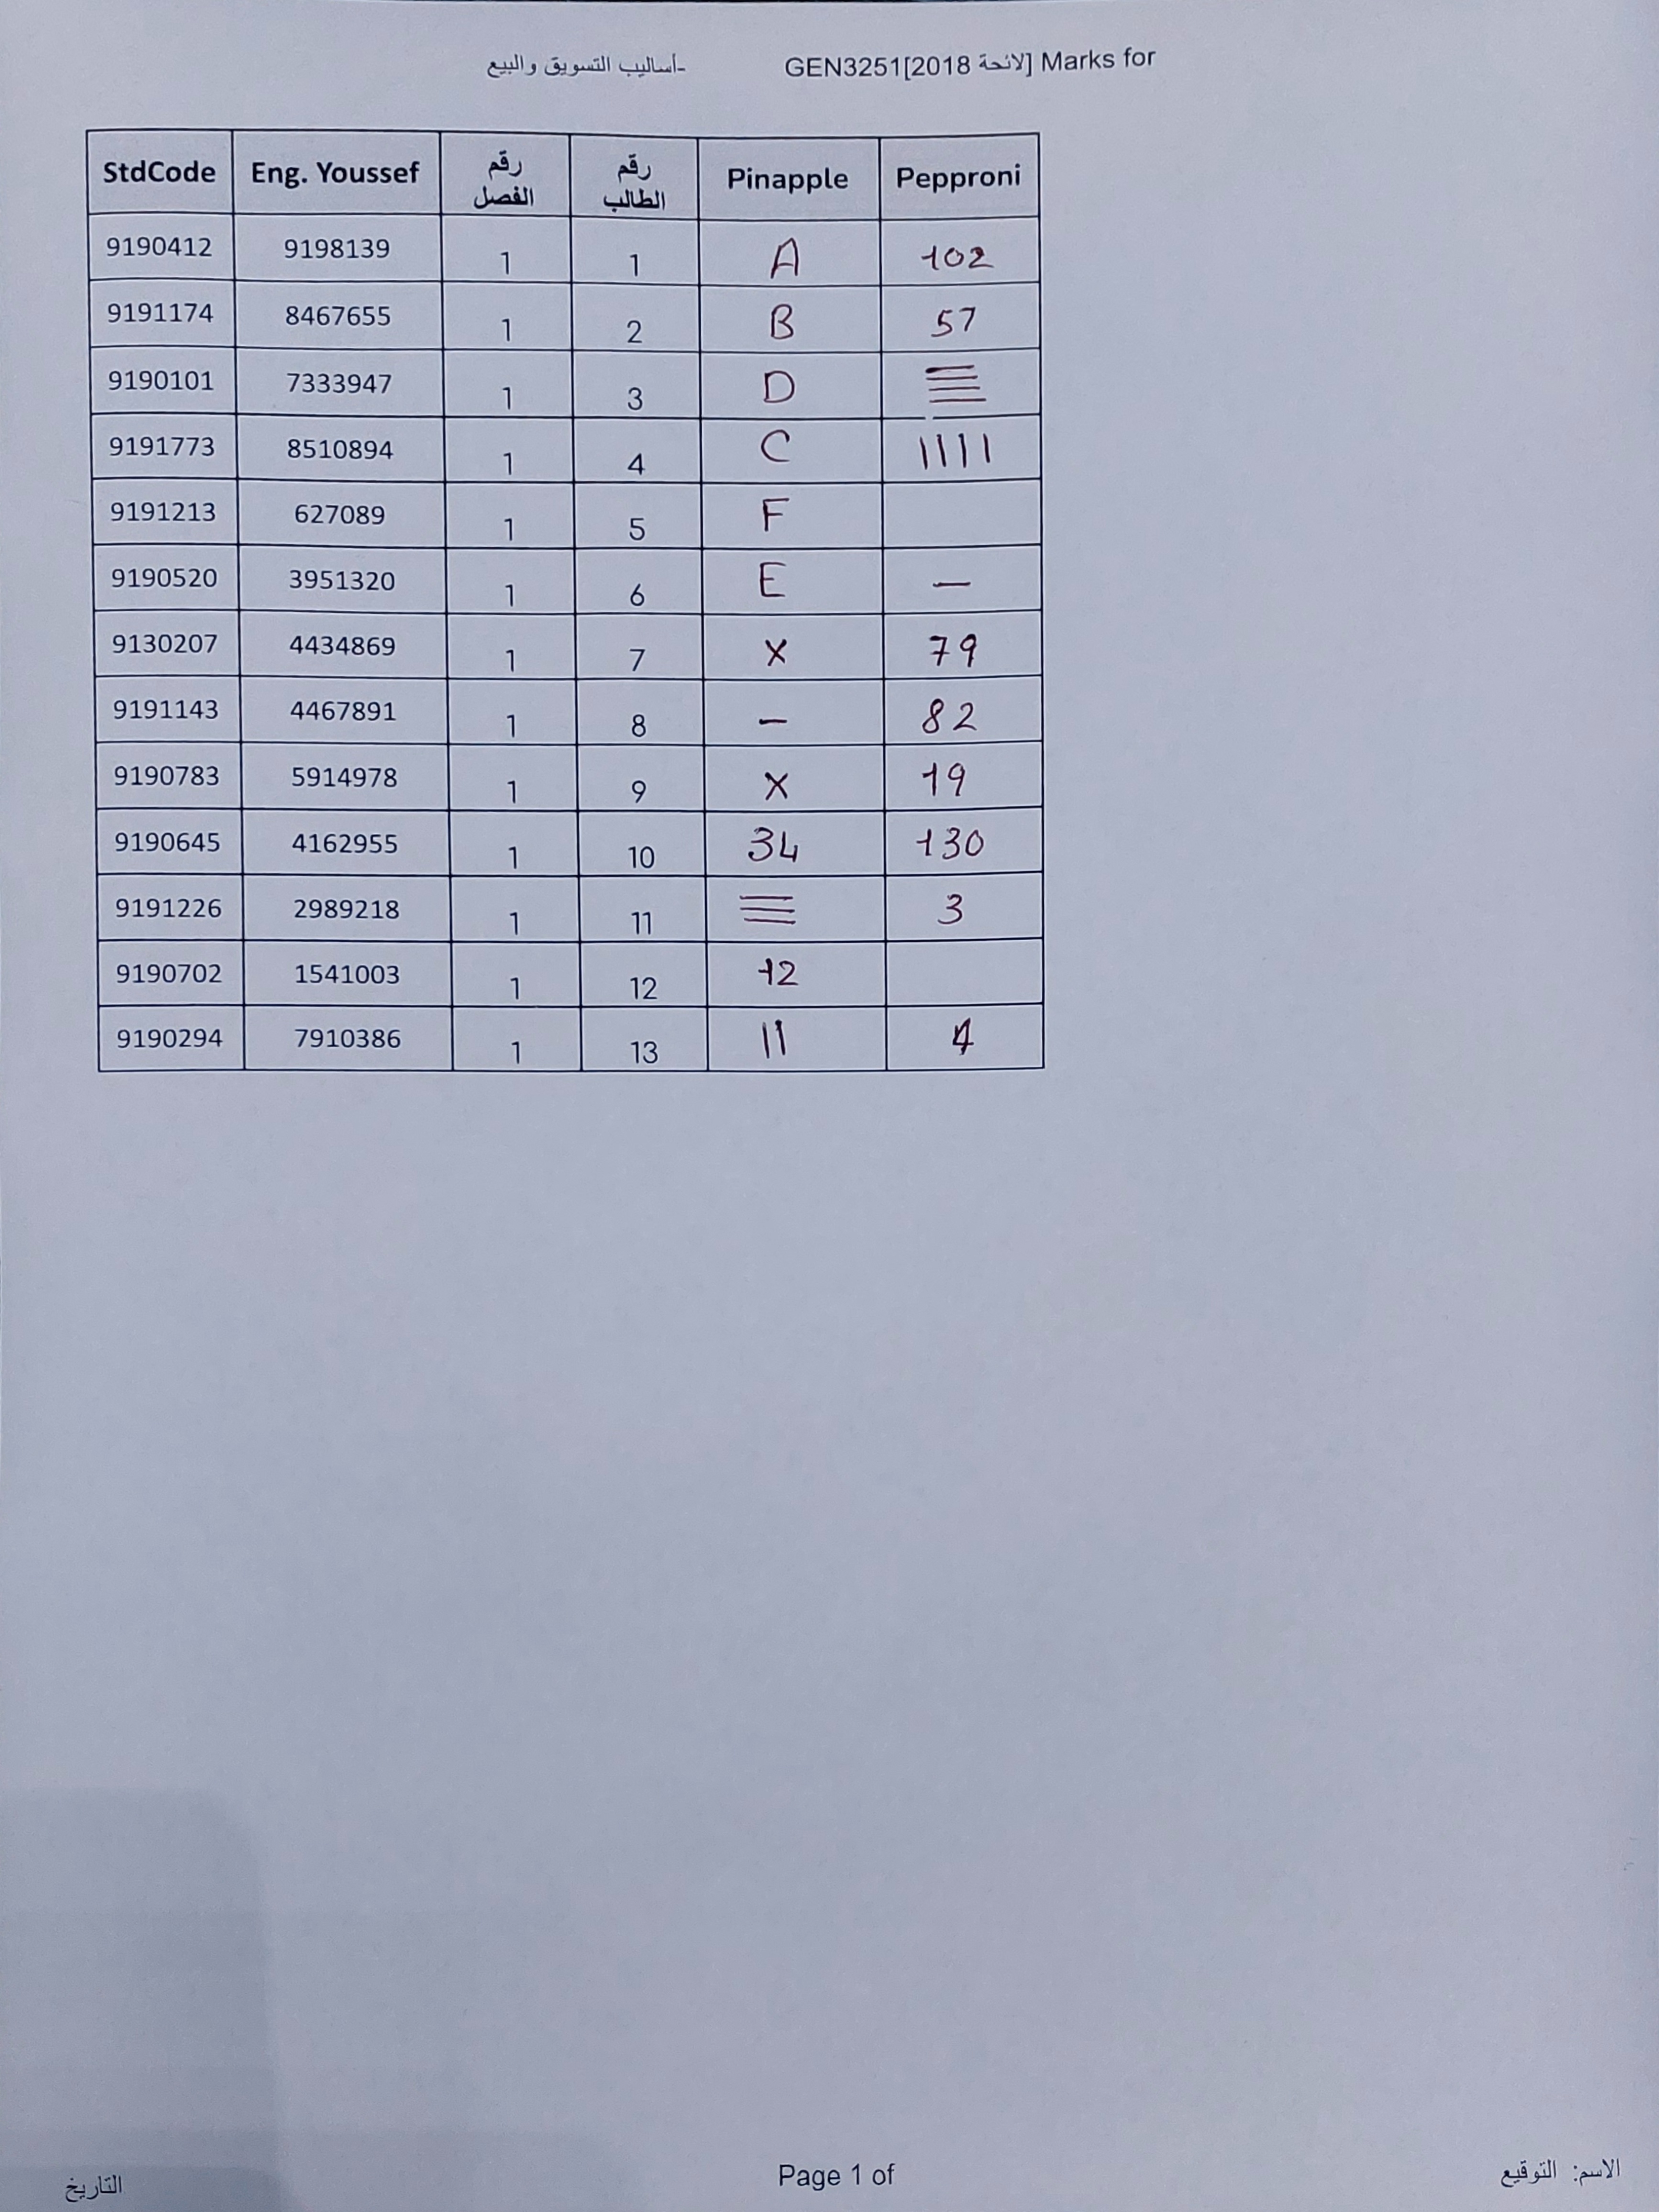 GEN3251[2018 لائحة] Marks for -أساليب التسويق والبيع
StdCode Eng. Youssef رقم الفصل رقم الطالب Pinapple Pepproni
9190412 9198139 1 1 A 102
9191174 8467655 1 2 B 57
9190101 7333947 1 3 D
9191773 8510894 1 4 C ||||
9191213 627089 1 5 F
9190520 3951320 1 6 E —
9130207 4434869 1 7 X 79
9191143 4467891 1 8 — 82
9190783 5914978 1 9 X 19
9190645 4162955 1 10 34 130
9191226 2989218 1 11 ☰ 3
9190702 1541003 1 12 12
9190294 7910386 1 13 || 4
الاسم: التوقيع
Page 1 of
التاريخ